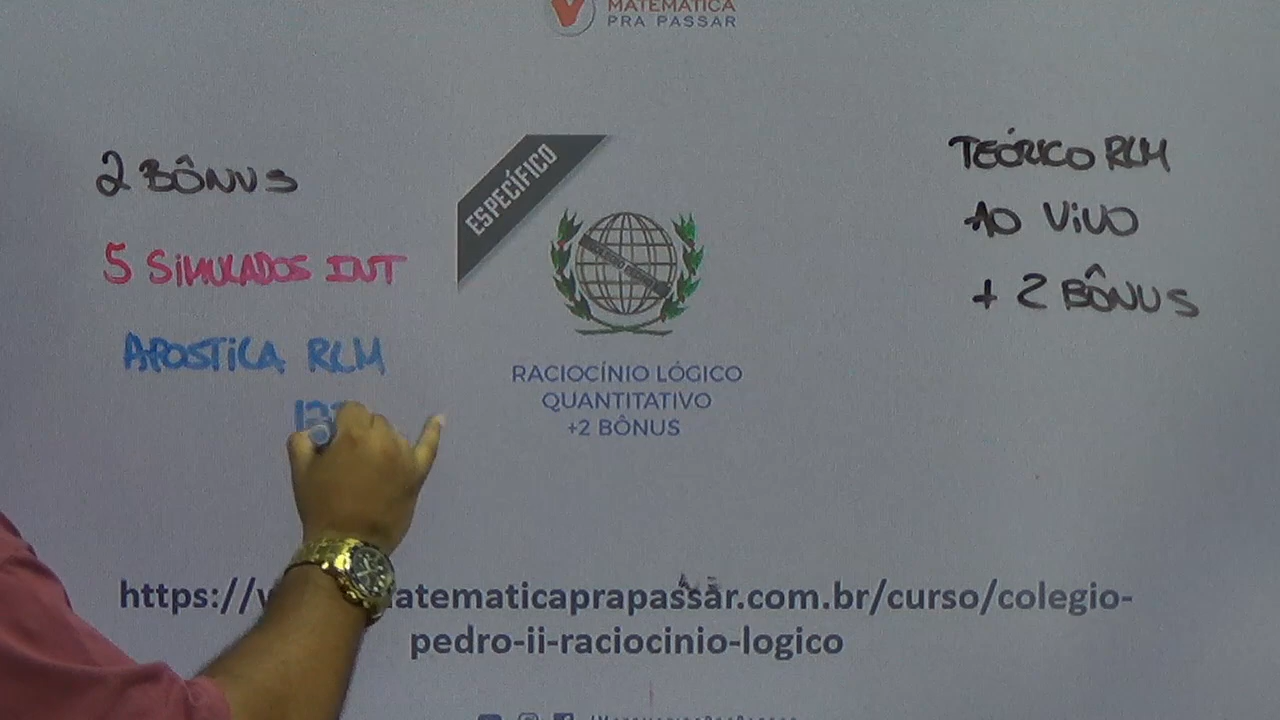 MATEMÁTICA
PRA PASSAR
2 BÔNUS
5 SIMULADOS INT
APOSTILA RLM
ESPECÍFICO
RACIOCÍNIO LÓGICO
QUANTITATIVO
+2 BÔNUS
TEÓRICO RLM
AO VIVO
+ 2 BÔNUS
https://w atematicaprapassar.com.br/curso/colegio-
pedro-ii-raciocinio-logico